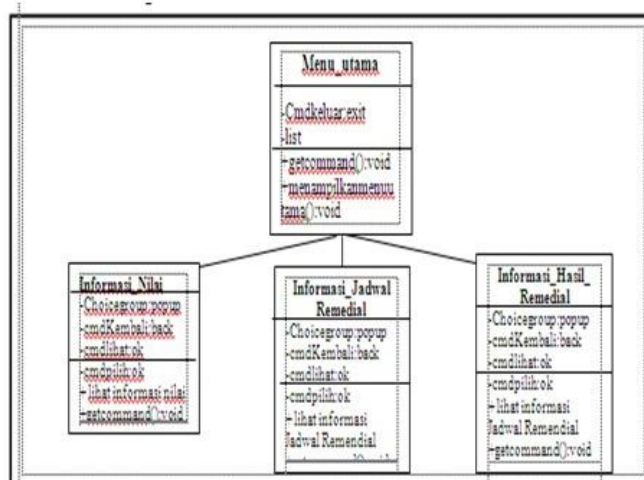 Menu_utama
-Cmdkeluar:exit
-list
+getcommand():void
+menampilkanmenuu
tama():void
Informasi_Nilai
-Choicegroup:popup
-cmdKembali:back
-cmdlihat:ok
-cmdpilih:ok
+ lihat informasi nilai
+getcommand():void
Informasi_Jadwal
Remedial
-Choicegroup:popup
-cmdKembali:back
-cmdlihat:ok
-cmdpilih:ok
+ lihat informasi
Jadwal Remendial
Informasi_Hasil_
Remedial
-Choicegroup:popup
-cmdKembali:back
-cmdlihat:ok
-cmdpilih:ok
+ lihat informasi
Jadwal Remendial
+getcommand():void